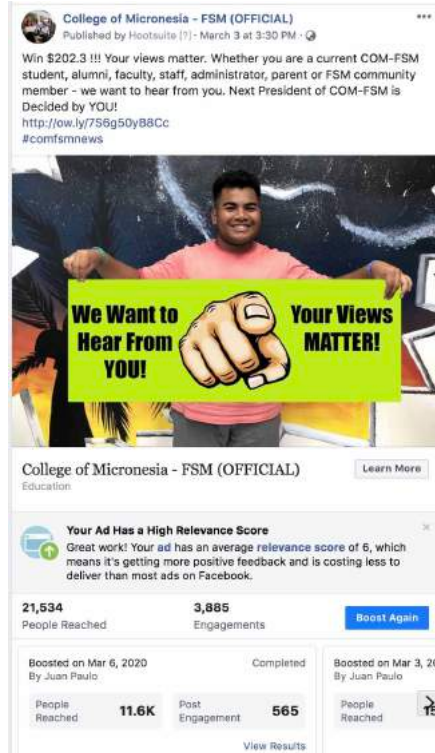 College of Micronesia - FSM (OFFICIAL)
Published by Hootsuite [?] · March 3 at 3:30 PM ·
Win $202.3 !!! Your views matter. Whether you are a current COM-FSM
student, alumni, faculty, staff, administrator, parent or FSM community
member - we want to hear from you. Next President of COM-FSM is
Decided by YOU!
http://ow.ly/7S6g50yB8Cc
#comfsmnews
We Want to
Hear From
YOU!
Your Views
MATTER!
College of Micronesia - FSM (OFFICIAL)
Education
Learn More
Your Ad Has a High Relevance Score
Great work! Your ad has an average relevance score of 6, which
means it's getting more positive feedback and is costing less to
deliver than most ads on Facebook.
21,534
People Reached
3,885
Engagements
Boost Again
Boosted on Mar 6, 2020
Completed
By Juan Paulo
People
Reached
11.6K
Post
Engagement
565
View Results
Boosted on Mar 3, 20
By Juan Paulo
People
Reached